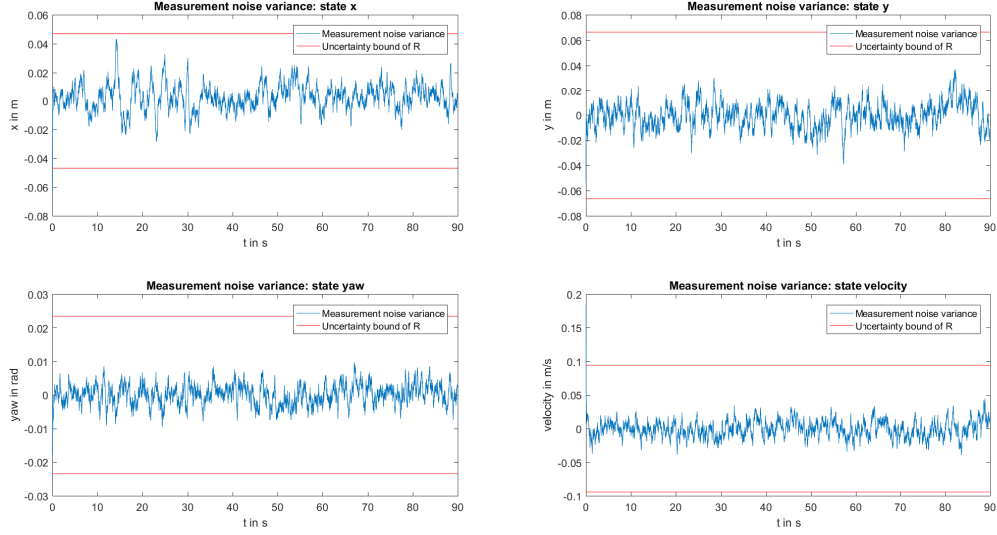 Measurement noise variance: state x
0.06
0.04
0.02
0
-0.02
-0.04
-0.06
-0.08
x in m
0 10 20 30 40 50 60 70 80 90
t in s
Measurement noise variance
Uncertainty bound of R
Measurement noise variance: state y
0.08
0.06
0.04
0.02
0
-0.02
-0.04
-0.06
-0.08
y in m
0 10 20 30 40 50 60 70 80 90
t in s
Measurement noise variance
Uncertainty bound of R
Measurement noise variance: state yaw
0.03
0.02
0.01
0
-0.01
-0.02
-0.03
yaw in rad
0 10 20 30 40 50 60 70 80 90
t in s
Measurement noise variance
Uncertainty bound of R
Measurement noise variance: state velocity
0.2
0.15
0.1
0.05
0
-0.05
-0.1
velocity in m/s
0 10 20 30 40 50 60 70 80 90
t in s
Measurement noise variance
Uncertainty bound of R